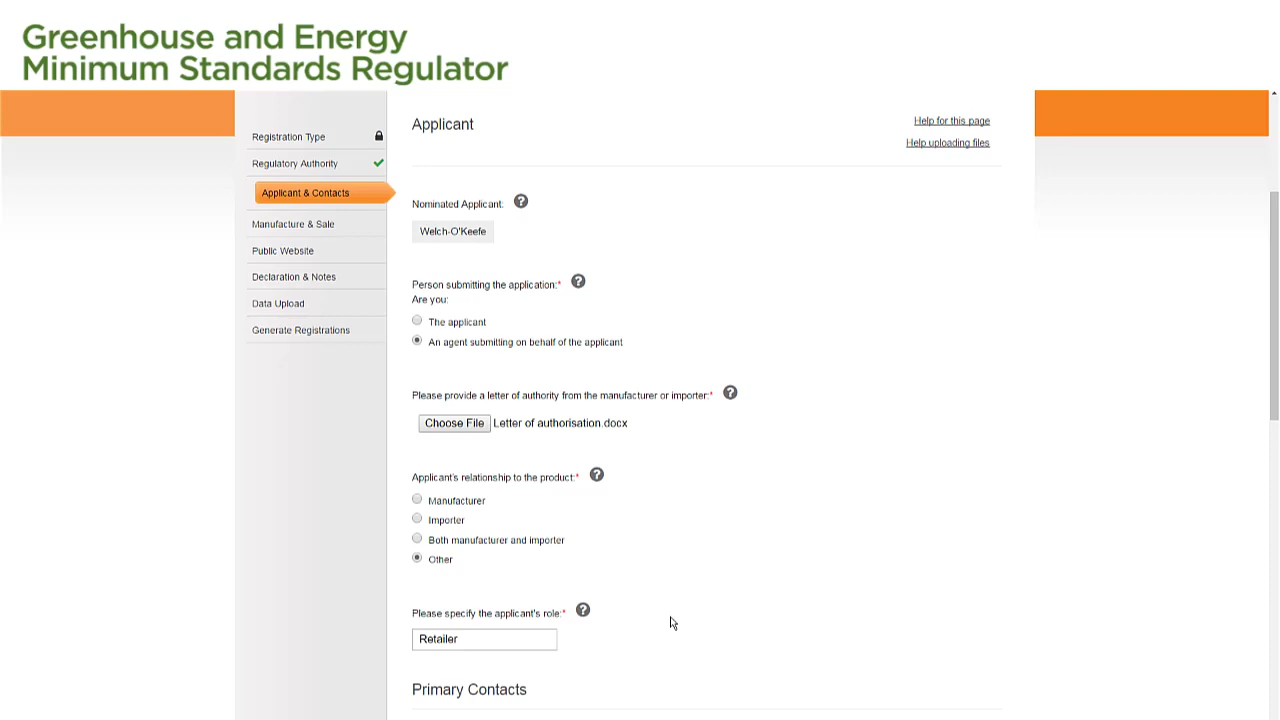 Greenhouse and Energy
Minimum Standards Regulator
Registration Type
Regulatory Authority
Applicant & Contacts
Manufacture & Sale
Public Website
Declaration & Notes
Data Upload
Generate Registrations
Applicant
Help for this page
Help uploading files
Nominated Applicant: ?
Welch-O'Keefe
Person submitting the application:* ?
Are you:
The applicant
An agent submitting on behalf of the applicant
Please provide a letter of authority from the manufacturer or importer:* ?
Choose File Letter of authorisation.docx
Applicant's relationship to the product:* ?
Manufacturer
Importer
Both manufacturer and importer
Other
Please specify the applicant's role:* ?
Retailer
Primary Contacts